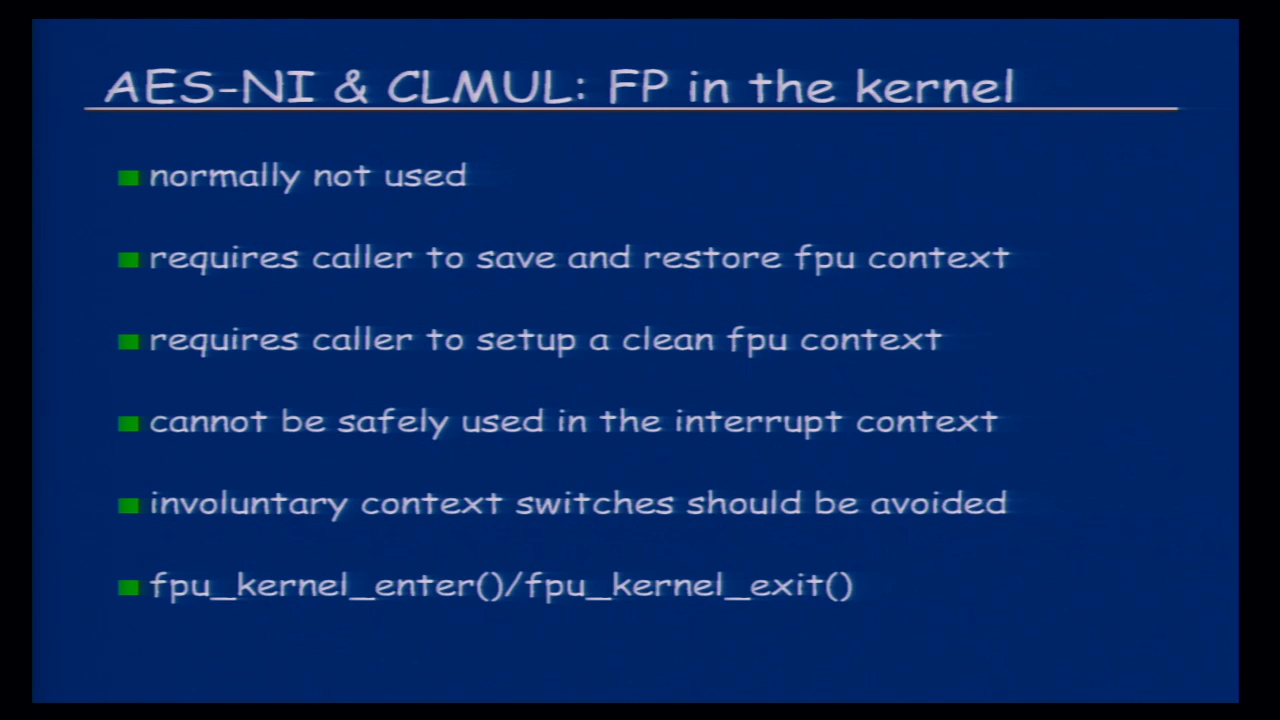 AES-NI & CLMUL: FP in the kernel
normally not used
requires caller to save and restore fpu context
requires caller to setup a clean fpu context
cannot be safely used in the interrupt context
involuntary context switches should be avoided
fpu_kernel_enter()/fpu_kernel_exit()